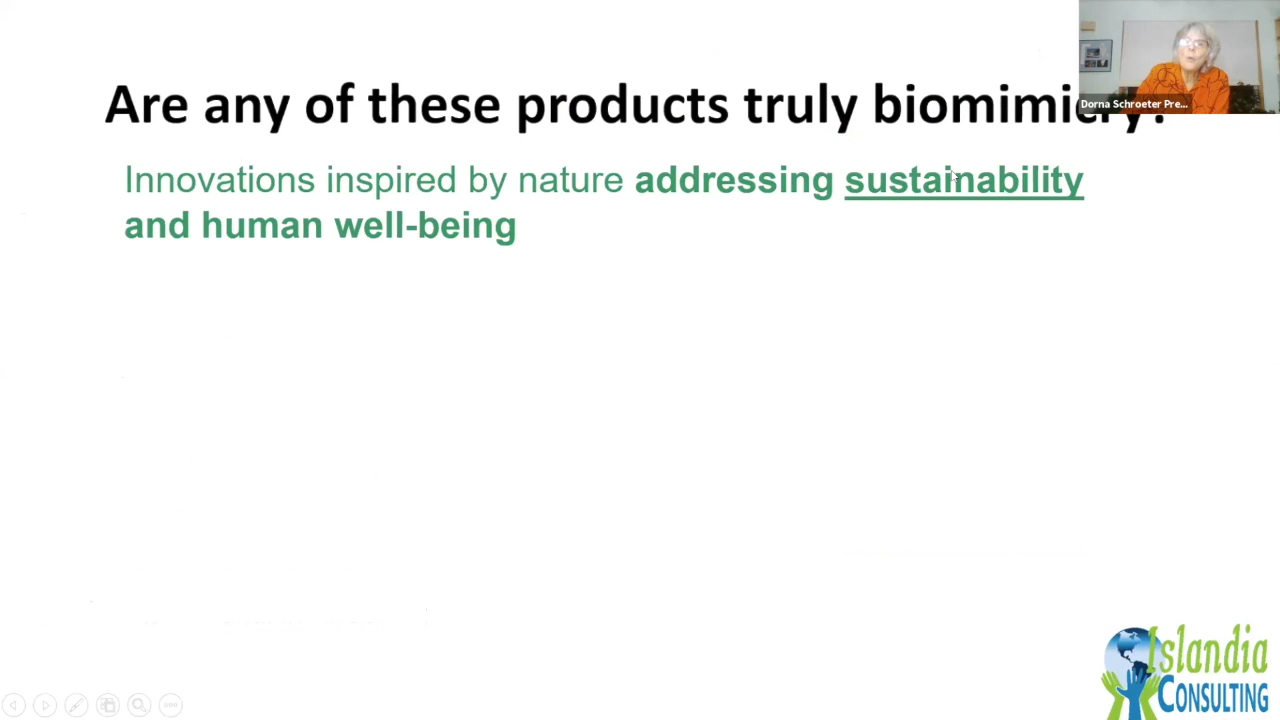 Are any of these products truly biomimicry?
Innovations inspired by nature addressing sustainability
and human well-being
Dorna Schroeter Pre...
Islandia
CONSULTING